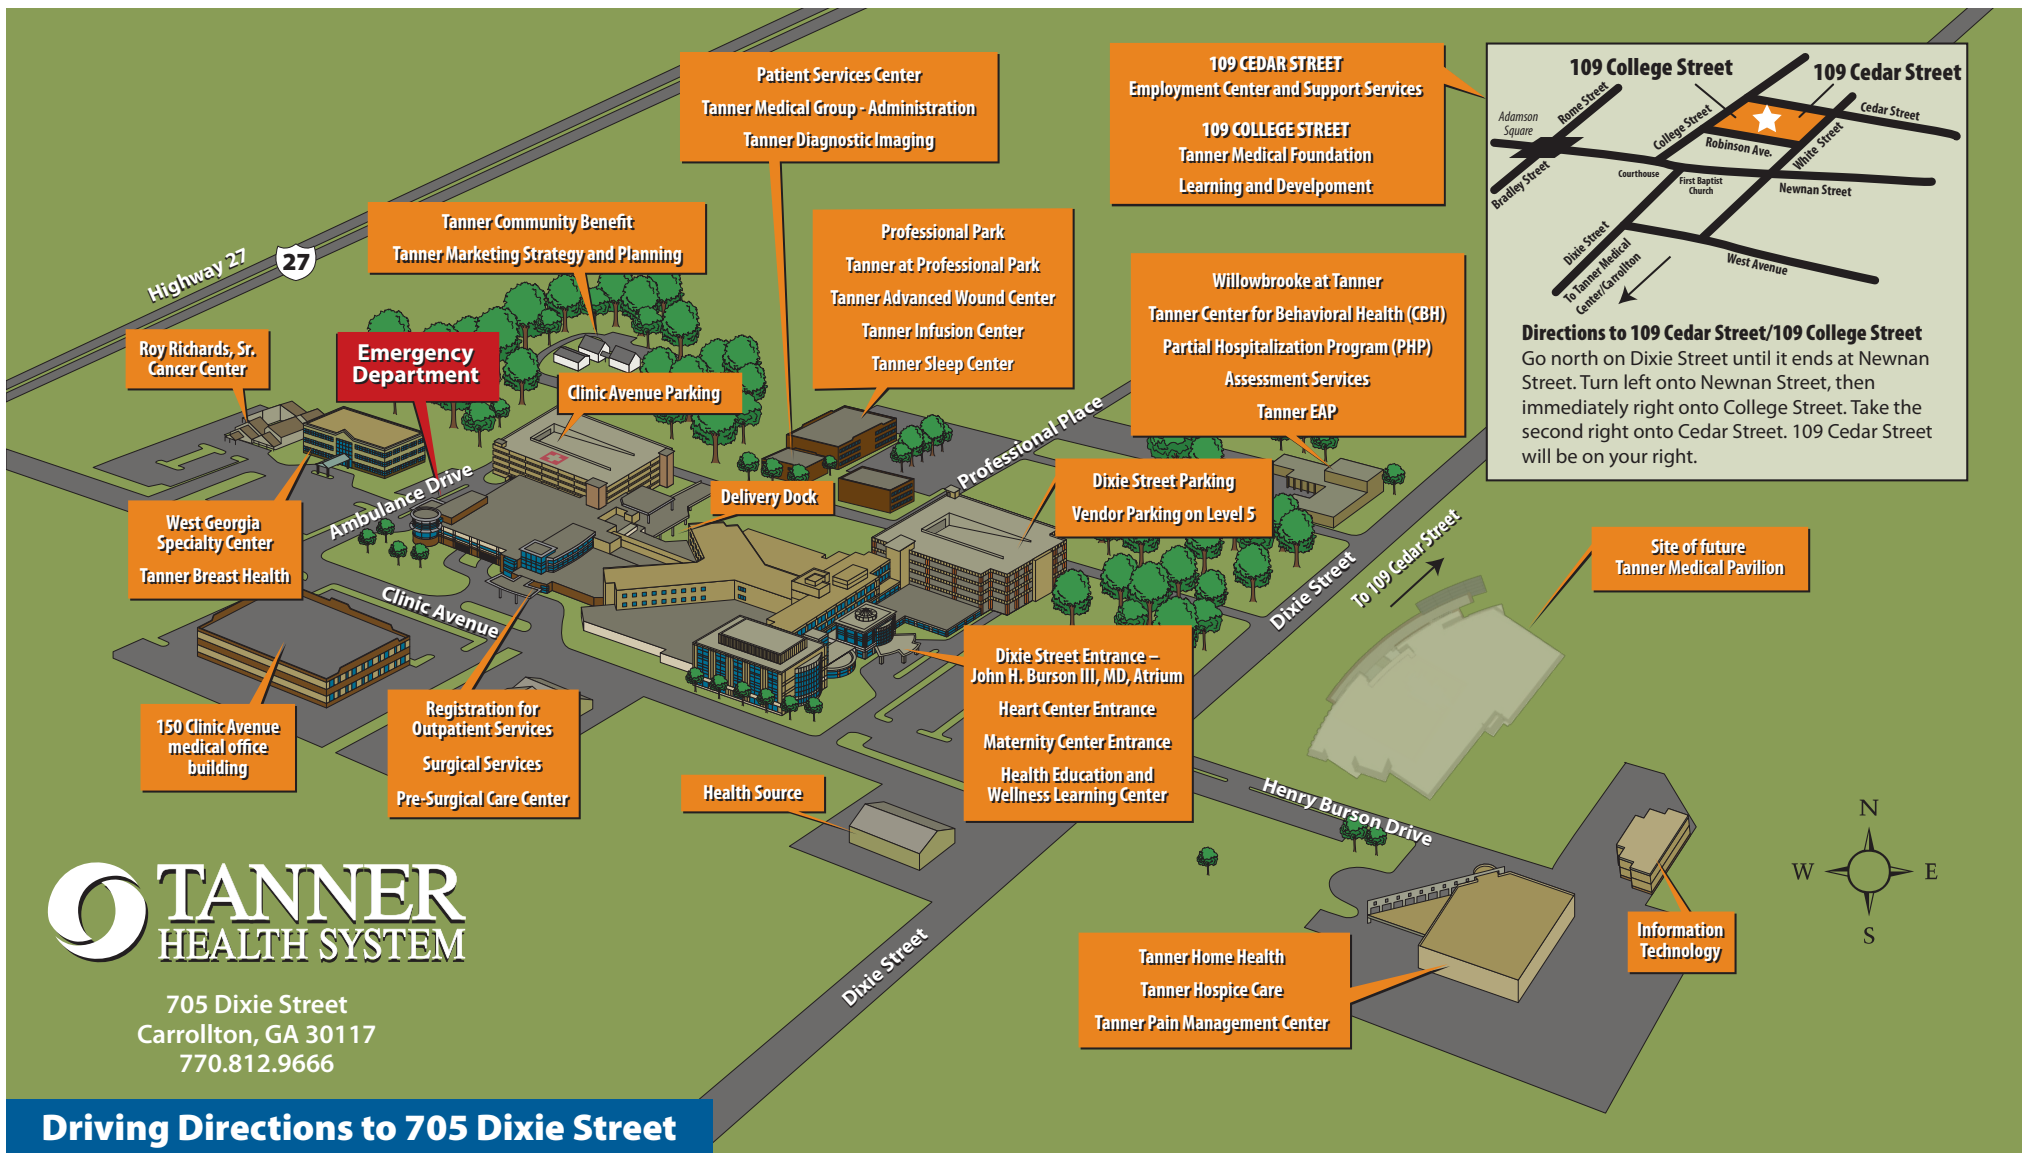 Patient Services Center
Tanner Medical Group - Administration
Tanner Diagnostic Imaging
109 CEDAR STREET
Employment Center and Support Services
109 COLLEGE STREET
Tanner Medical Foundation
Learning and Develpoment
109 College Street
109 Cedar Street
Adamson
Square
Rome Street
College Street
Cedar Street
Robinson Ave.
White Street
Bradley Street
Courthouse
First Baptist
Church
Newnan Street
Dixie Street
To Tanner Medical
Center/Carrollton
West Avenue
Directions to 109 Cedar Street/109 College Street
Go north on Dixie Street until it ends at Newnan
Street. Turn left onto Newnan Street, then
immediately right onto College Street. Take the
second right onto Cedar Street. 109 Cedar Street
will be on your right.
Highway 27
27
Tanner Community Benefit
Tanner Marketing Strategy and Planning
Professional Park
Tanner at Professional Park
Tanner Advanced Wound Center
Tanner Infusion Center
Tanner Sleep Center
Willowbrooke at Tanner
Tanner Center for Behavioral Health (CBH)
Partial Hospitalization Program (PHP)
Assessment Services
Tanner EAP
Roy Richards, Sr.
Cancer Center
Emergency
Department
Clinic Avenue Parking
Professional Place
Ambulance Drive
Delivery Dock
Dixie Street Parking
Vendor Parking on Level 5
West Georgia
Specialty Center
Tanner Breast Health
Clinic Avenue
Dixie Street
To 109 Cedar Street
Site of future
Tanner Medical Pavilion
150 Clinic Avenue
medical office
building
Registration for
Outpatient Services
Surgical Services
Pre-Surgical Care Center
Dixie Street Entrance –
John H. Burson III, MD, Atrium
Heart Center Entrance
Maternity Center Entrance
Health Education and
Wellness Learning Center
Health Source
Henry Burson Drive
N
W
E
S
Dixie Street
Tanner Home Health
Tanner Hospice Care
Tanner Pain Management Center
Information
Technology
TANNER
HEALTH SYSTEM
705 Dixie Street
Carrollton, GA 30117
770.812.9666
Driving Directions to 705 Dixie Street